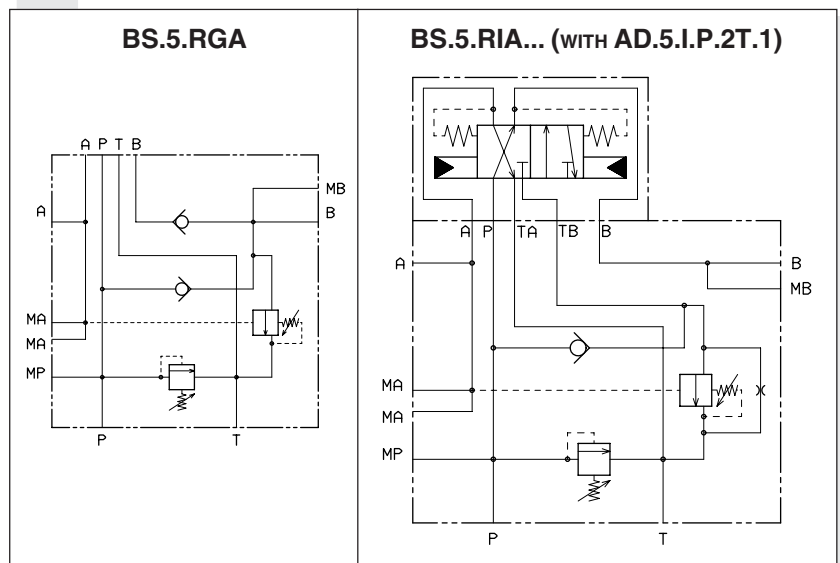 BS.5.RGA
A P T B
MB
A
B
MA
MA
MP
P
T
BS.5.RIA... (WITH AD.5.I.P.2T.1)
A P TA TB B
A
B
MB
MA
MA
MP
P
T